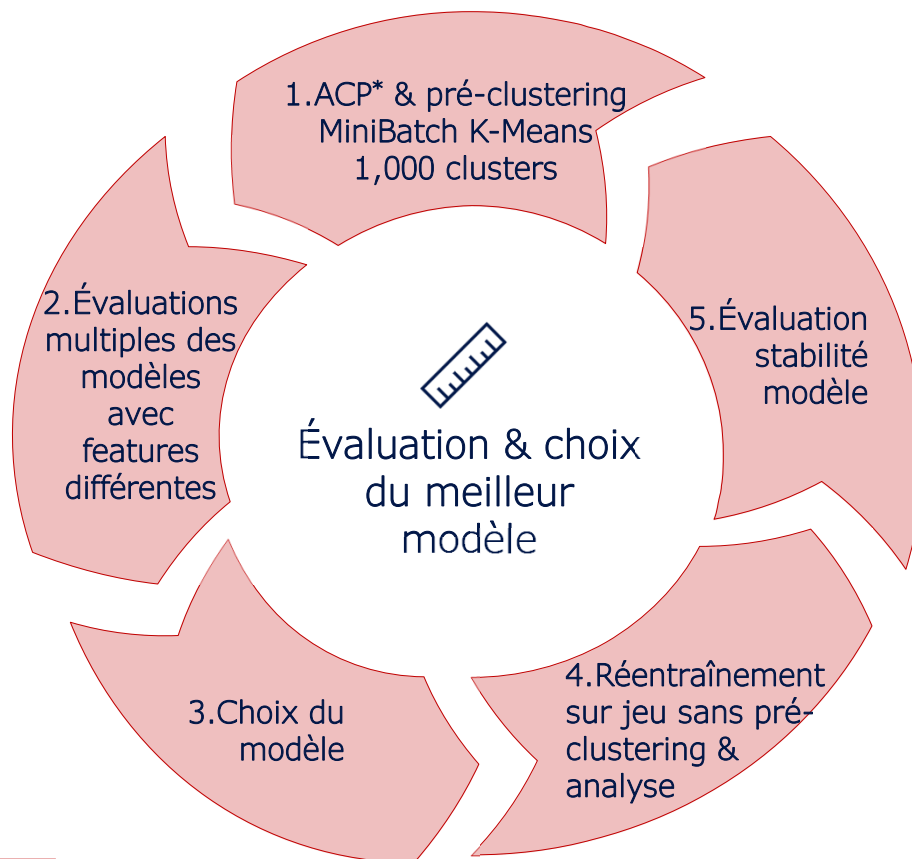 1.ACP* & pré-clustering
MiniBatch K-Means
1,000 clusters
2.Évaluations
multiples des
modèles
avec
features
différentes
3.Choix du
modèle
4.Réentraînement
sur jeu sans pré-
clustering &
analyse
5.Évaluation
stabilité
modèle
Évaluation & choix
du meilleur
modèle